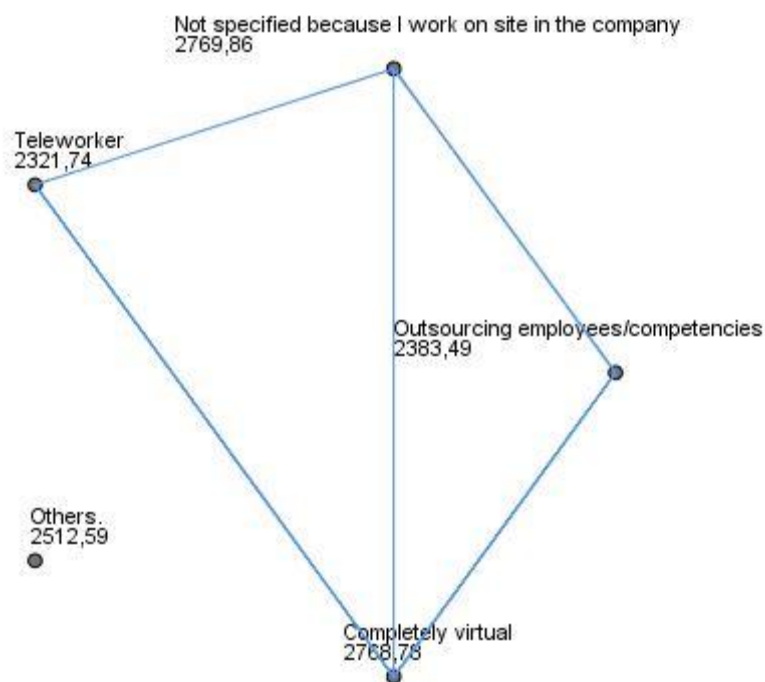 Not specified because I work on site in the company
2769,86
Teleworker
2321,74
Outsourcing employees/competencies
2383,49
Others.
2512,59
Completely virtual
2768,78